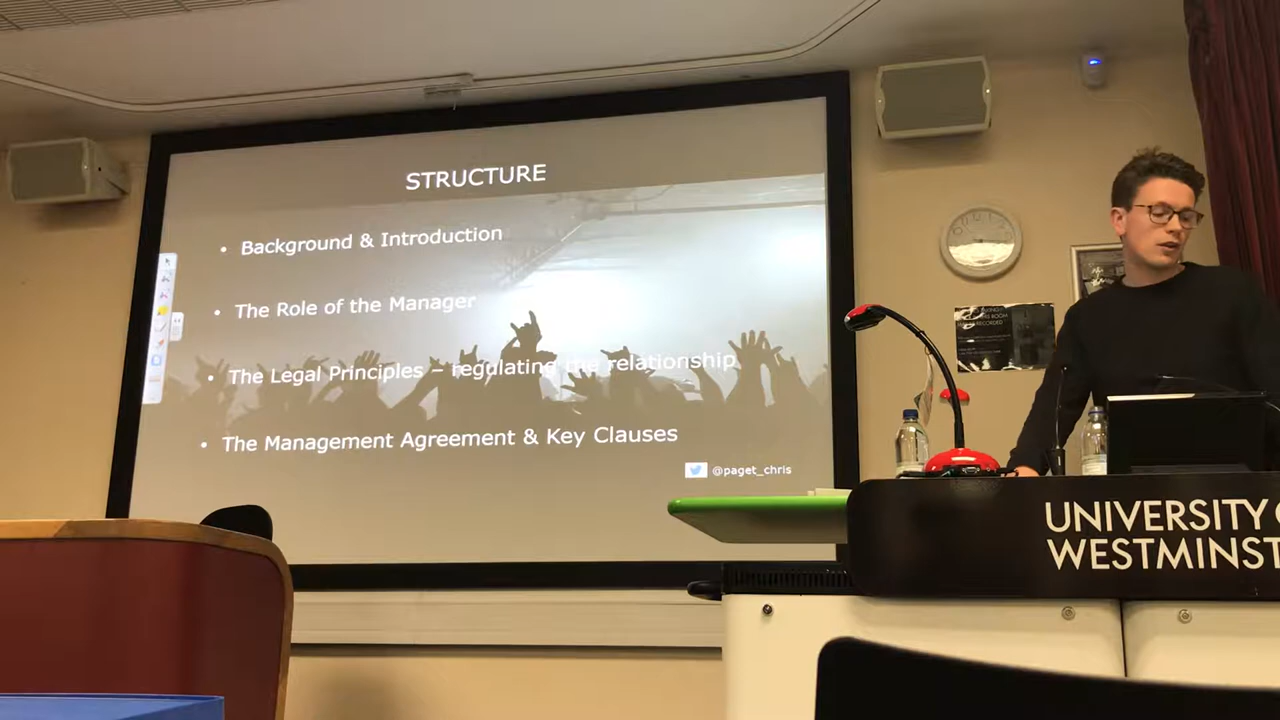 STRUCTURE
• Background & Introduction
• The Role of the Manager
• The Legal Principles – regulating the relationship
• The Management Agreement & Key Clauses
@paget_chris
UNIVERSITY
WESTMINST